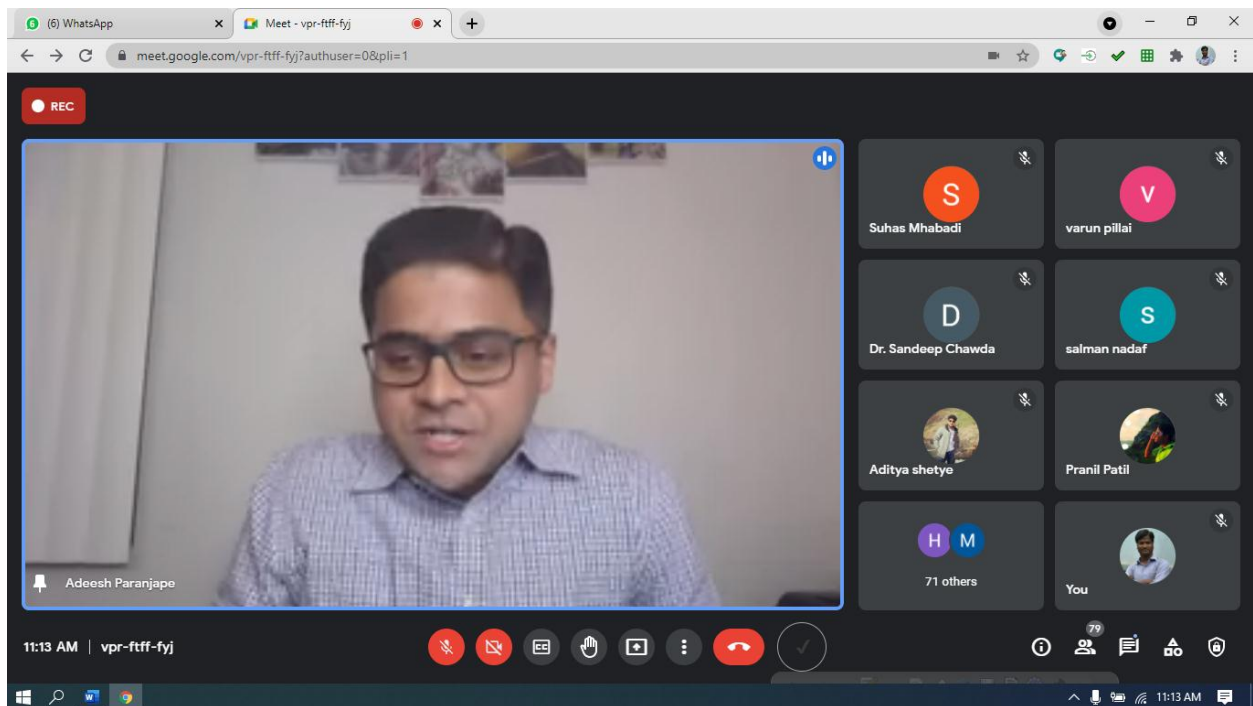 6 (6) WhatsApp
Meet - vpr-ftff-fyj
meet.google.com/vpr-ftff-fyj?authuser=0&pli=1
REC
S
Suhas Mhabadi
V
varun pillai
D
Dr. Sandeep Chawda
S
salman nadaf
Aditya shetye
Pranil Patil
H M
71 others
You
Adeesh Paranjape
11:13 AM | vpr-ftff-fyj
CC
79
W
11:13 AM